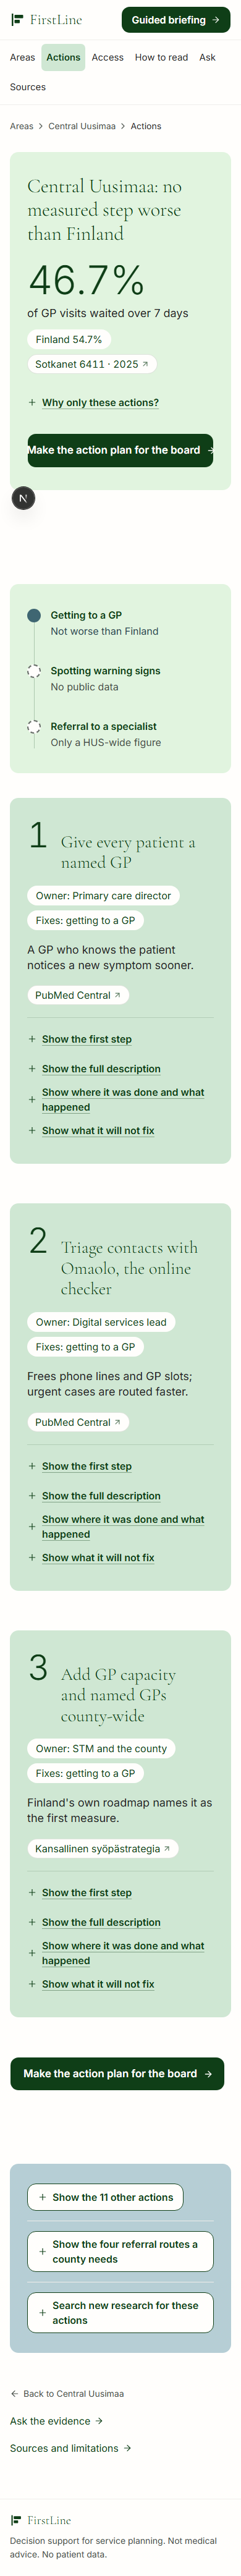 FirstLine
Guided briefing →
Areas Actions Access How to read Ask
Sources
Areas > Central Uusimaa > Actions
Central Uusimaa: no
measured step worse
than Finland
46.7%
of GP visits waited over 7 days
Finland 54.7%
Sotkanet 6411 · 2025 ↗
+ Why only these actions?
Make the action plan for the board →
N
Getting to a GP
Not worse than Finland
Spotting warning signs
No public data
Referral to a specialist
Only a HUS-wide figure
1 Give every patient a
named GP
Owner: Primary care director
Fixes: getting to a GP
A GP who knows the patient
notices a new symptom sooner.
PubMed Central ↗
+ Show the first step
+ Show the full description
+ Show where it was done and what
happened
+ Show what it will not fix
2 Triage contacts with
Omaolo, the online
checker
Owner: Digital services lead
Fixes: getting to a GP
Frees phone lines and GP slots;
urgent cases are routed faster.
PubMed Central ↗
+ Show the first step
+ Show the full description
+ Show where it was done and what
happened
+ Show what it will not fix
3 Add GP capacity
and named GPs
county-wide
Owner: STM and the county
Fixes: getting to a GP
Finland's own roadmap names it as
the first measure.
Kansallinen syöpästrategia ↗
+ Show the first step
+ Show the full description
+ Show where it was done and what
happened
+ Show what it will not fix
Make the action plan for the board →
+ Show the 11 other actions
+ Show the four referral routes a
county needs
+ Search new research for these
actions
← Back to Central Uusimaa
Ask the evidence →
Sources and limitations →
FirstLine
Decision support for service planning. Not medical
advice. No patient data.